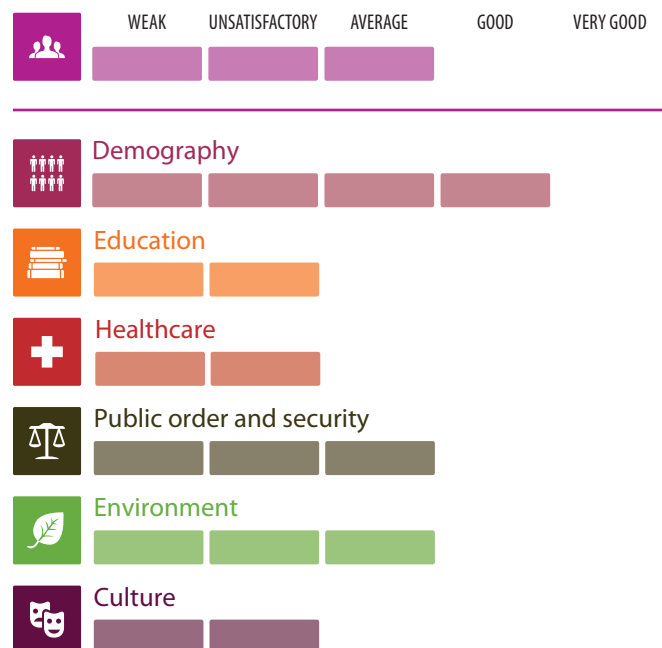 WEAK UNSATISFACTORY AVERAGE GOOD VERY GOOD
Demography
Education
Healthcare
Public order and security
Environment
Culture